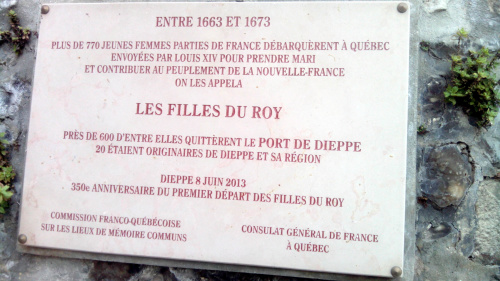 ENTRE 1663 ET 1673
PLUS DE 770 JEUNES FEMMES PARTIES DE FRANCE DÉBARQUÈRENT À QUÉBEC
ENVOYÉES PAR LOUIS XIV POUR PRENDRE MARI
ET CONTRIBUER AU PEUPLEMENT DE LA NOUVELLE-FRANCE
ON LES APPELA
LES FILLES DU ROY
PRÈS DE 600 D'ENTRE ELLES QUITTÈRENT LE PORT DE DIEPPE
20 ÉTAIENT ORIGINAIRES DE DIEPPE ET SA RÉGION
DIEPPE 8 JUIN 2013
350e ANNIVERSAIRE DU PREMIER DÉPART DES FILLES DU ROY
COMMISSION FRANCO-QUÉBÉCOISE
SUR LES LIEUX DE MÉMOIRE COMMUNS
CONSULAT GÉNÉRAL DE FRANCE
À QUÉBEC